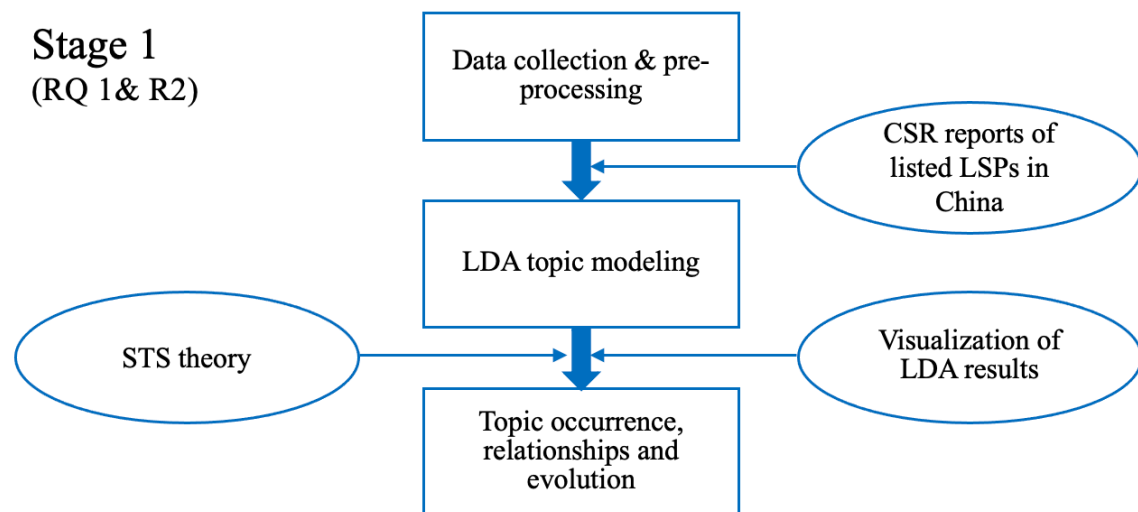 Stage 1
(RQ 1& R2)
Data collection & pre-
processing
CSR reports of
listed LSPs in
China
LDA topic modeling
STS theory
Visualization of
LDA results
Topic occurrence,
relationships and
evolution